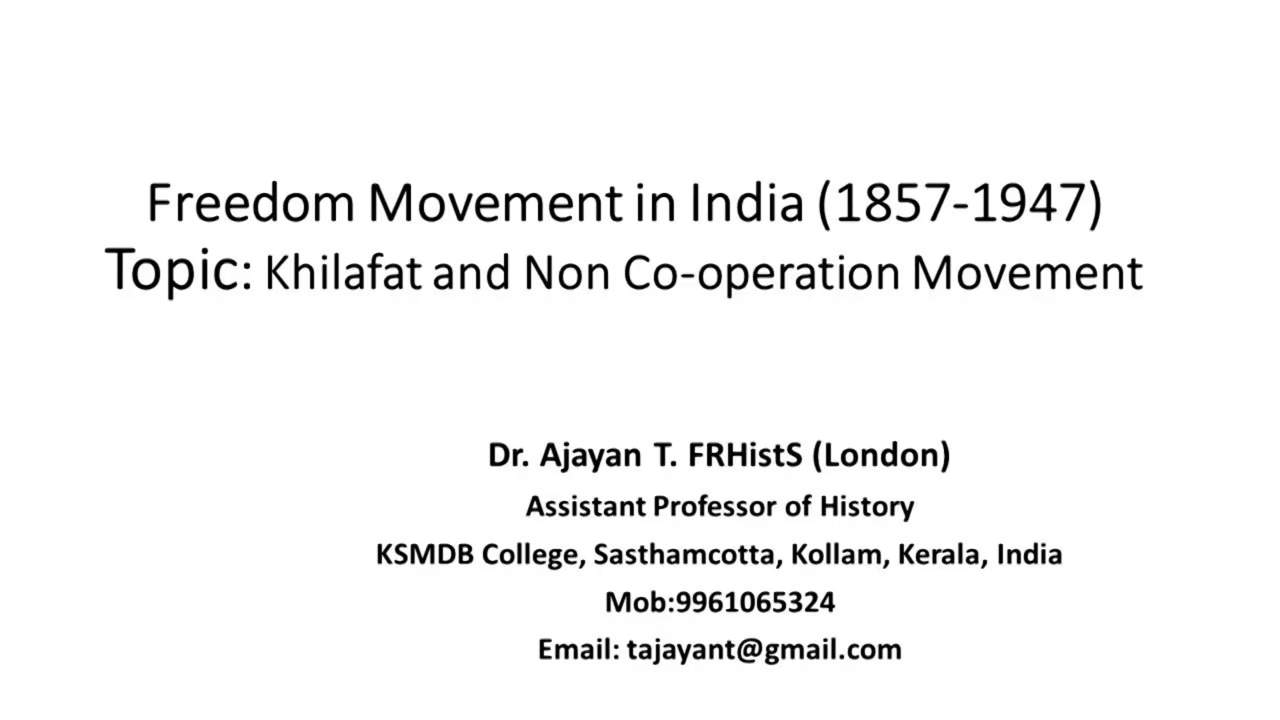 Freedom Movement in India (1857-1947)
Topic: Khilafat and Non Co-operation Movement
Dr. Ajayan T. FRHistS (London)
Assistant Professor of History
KSMDB College, Sasthamcotta, Kollam, Kerala, India
Mob:9961065324
Email: tajayant@gmail.com